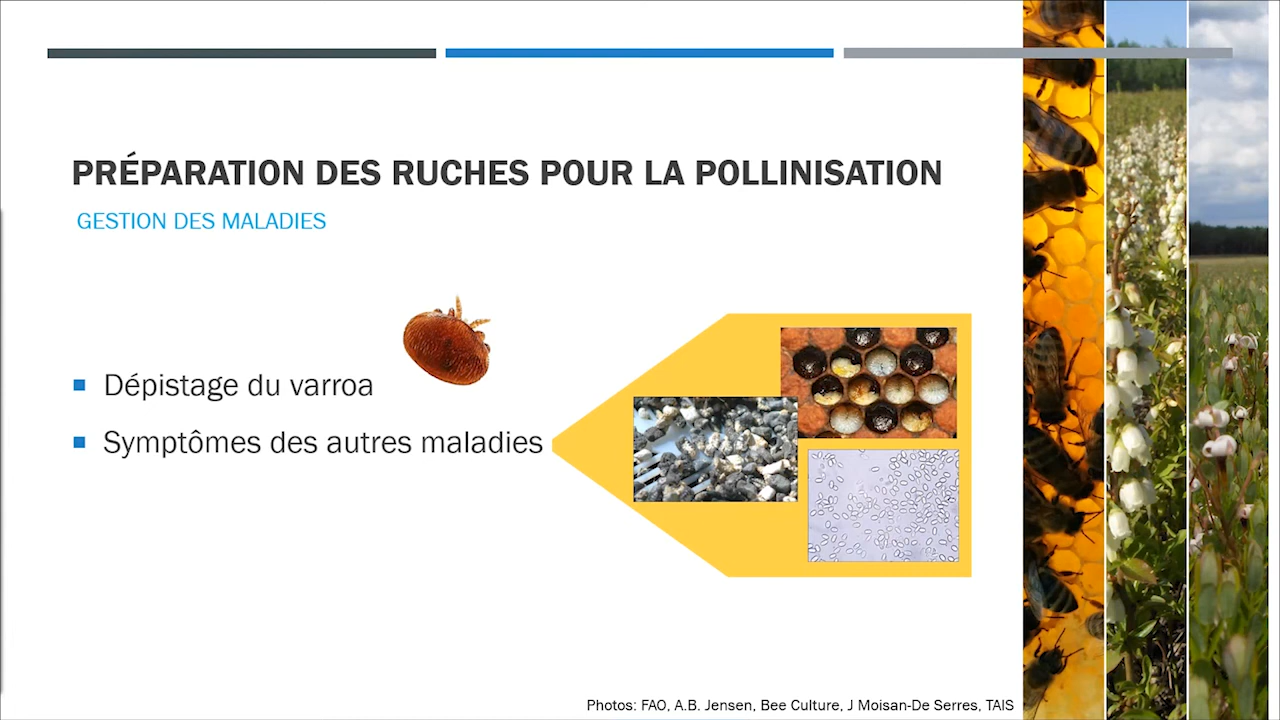 PRÉPARATION DES RUCHES POUR LA POLLINISATION
GESTION DES MALADIES
Dépistage du varroa
Symptômes des autres maladies
Photos: FAO, A.B. Jensen, Bee Culture, J Moisan-De Serres, TAIS